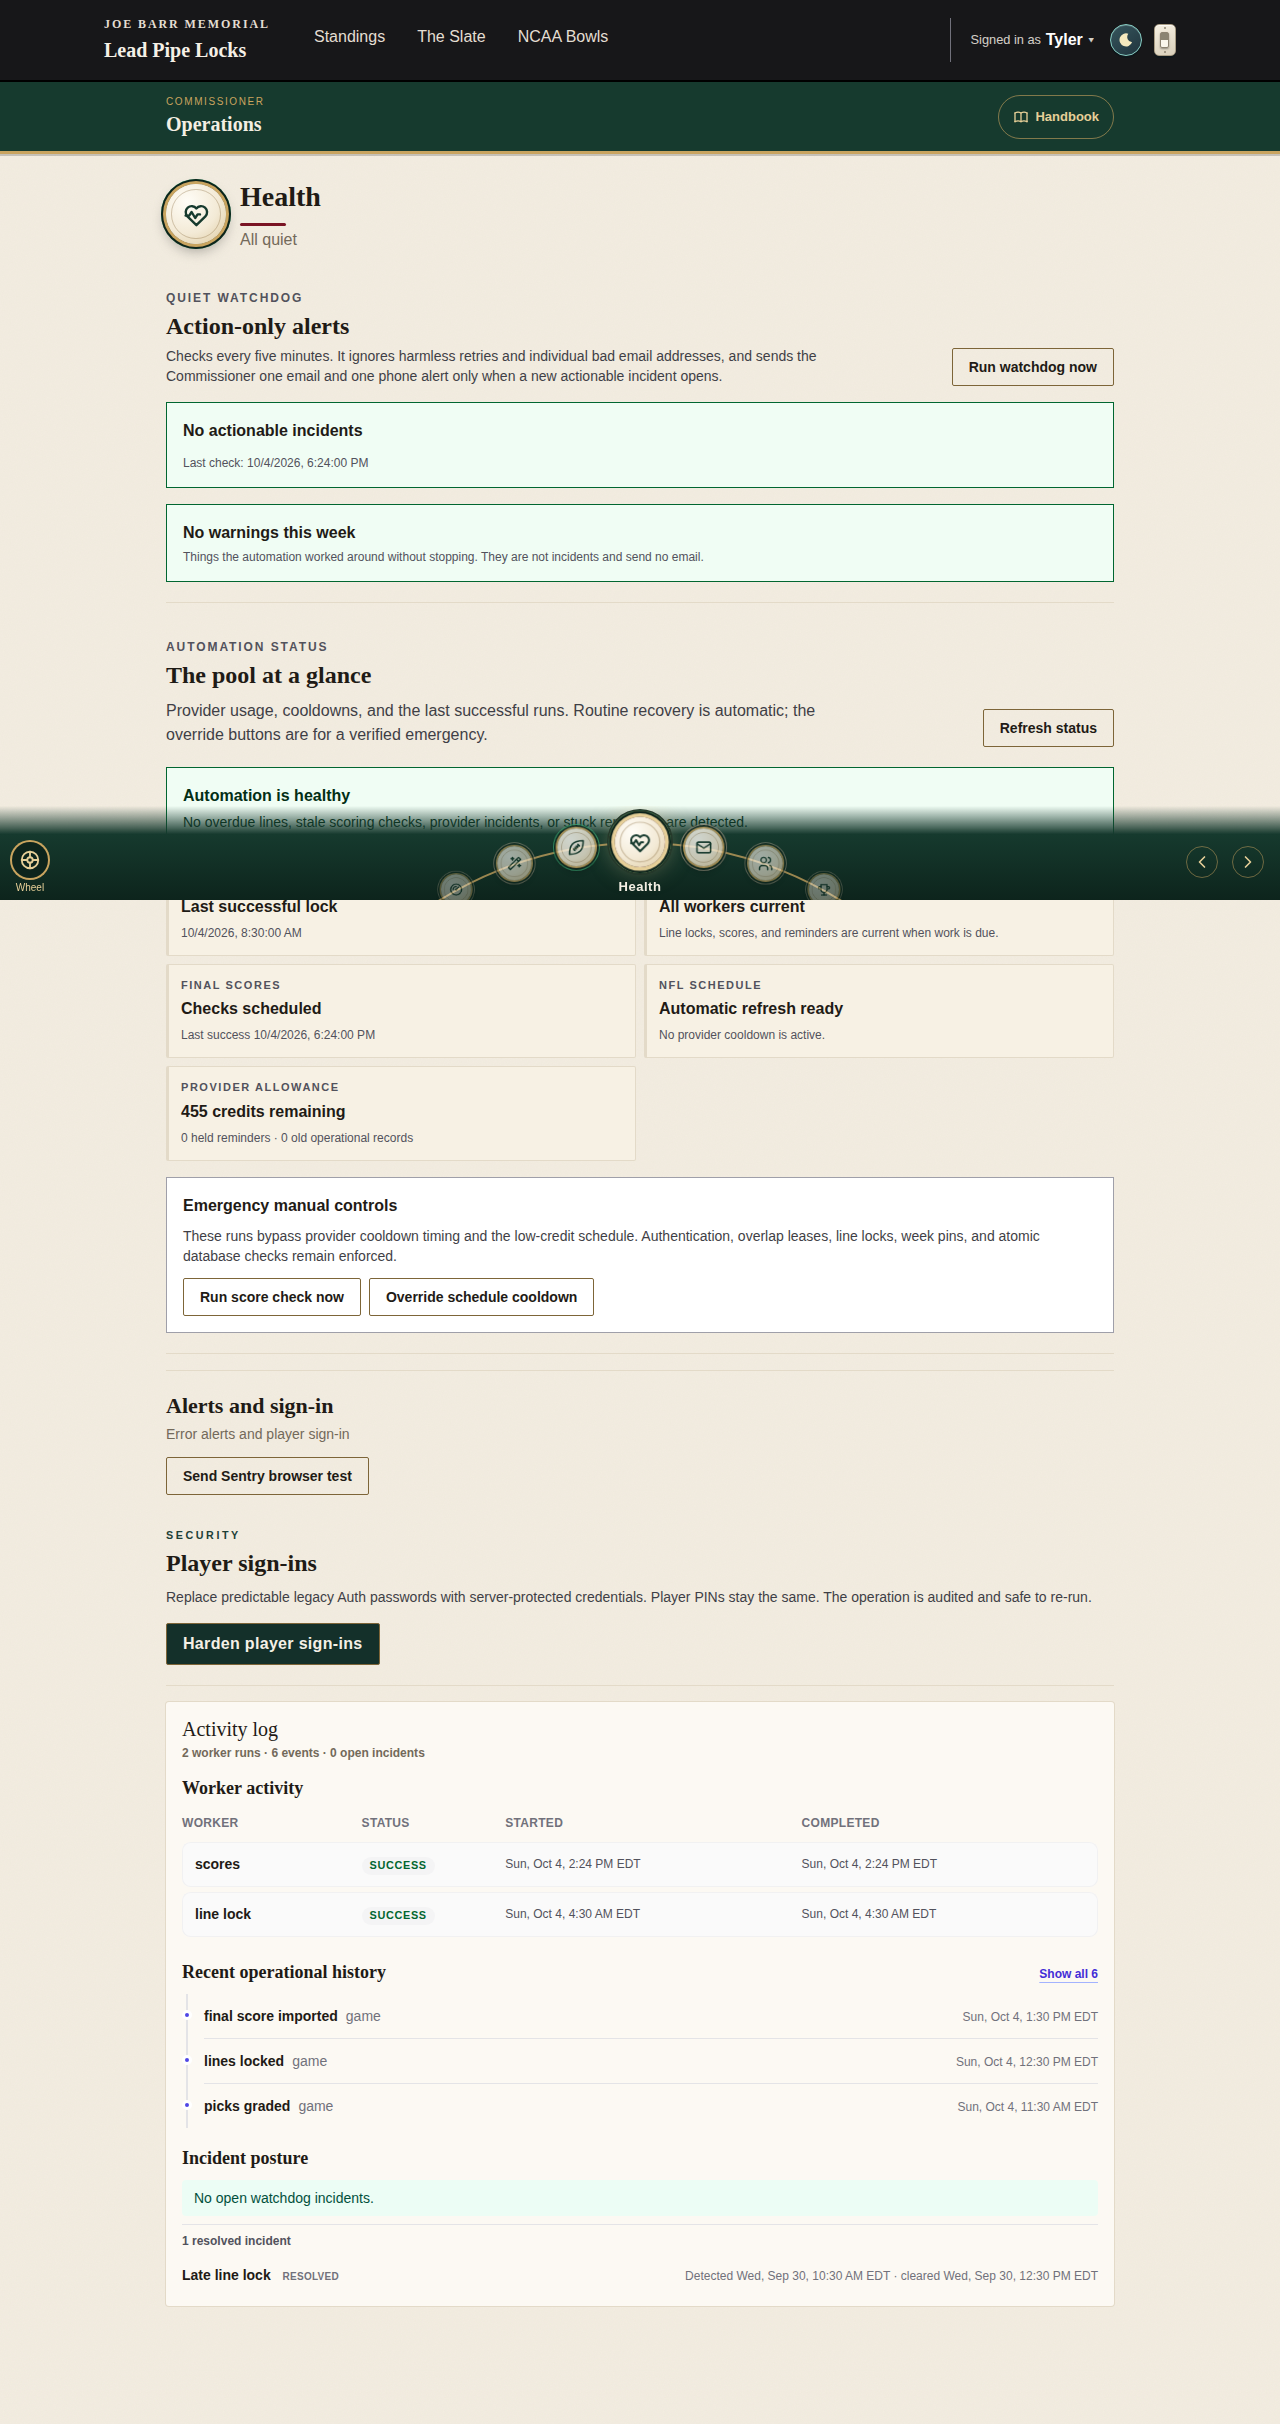 JOE BARR MEMORIAL
Lead Pipe Locks
Standings
The Slate
NCAA Bowls
Signed in as Tyler
COMMISSIONER
Operations
Handbook
Health
All quiet
QUIET WATCHDOG
Action-only alerts
Checks every five minutes. It ignores harmless retries and individual bad email addresses, and sends the
Commissioner one email and one phone alert only when a new actionable incident opens.
Run watchdog now
No actionable incidents
Last check: 10/4/2026, 6:24:00 PM
No warnings this week
Things the automation worked around without stopping. They are not incidents and send no email.
AUTOMATION STATUS
The pool at a glance
Provider usage, cooldowns, and the last successful runs. Routine recovery is automatic; the
override buttons are for a verified emergency.
Refresh status
Automation is healthy
No overdue lines, stale scoring checks, provider incidents, or stuck are detected.
Wheel
Health
Last successful lock
10/4/2026, 8:30:00 AM
All workers current
Line locks, scores, and reminders are current when work is due.
FINAL SCORES
Checks scheduled
Last success 10/4/2026, 6:24:00 PM
NFL SCHEDULE
Automatic refresh ready
No provider cooldown is active.
PROVIDER ALLOWANCE
455 credits remaining
0 held reminders · 0 old operational records
Emergency manual controls
These runs bypass provider cooldown timing and the low-credit schedule. Authentication, overlap leases, line locks, week pins, and atomic
database checks remain enforced.
Run score check now
Override schedule cooldown
Alerts and sign-in
Error alerts and player sign-in
Send Sentry browser test
SECURITY
Player sign-ins
Replace predictable legacy Auth passwords with server-protected credentials. Player PINs stay the same. The operation is audited and safe to re-run.
Harden player sign-ins
Activity log
2 worker runs · 6 events · 0 open incidents
Worker activity
WORKER STATUS STARTED COMPLETED
scores SUCCESS Sun, Oct 4, 2:24 PM EDT Sun, Oct 4, 2:24 PM EDT
line lock SUCCESS Sun, Oct 4, 4:30 AM EDT Sun, Oct 4, 4:30 AM EDT
Recent operational history
Show all 6
final score imported game Sun, Oct 4, 1:30 PM EDT
lines locked game Sun, Oct 4, 12:30 PM EDT
picks graded game Sun, Oct 4, 11:30 AM EDT
Incident posture
No open watchdog incidents.
1 resolved incident
Late line lock RESOLVED Detected Wed, Sep 30, 10:30 AM EDT · cleared Wed, Sep 30, 12:30 PM EDT